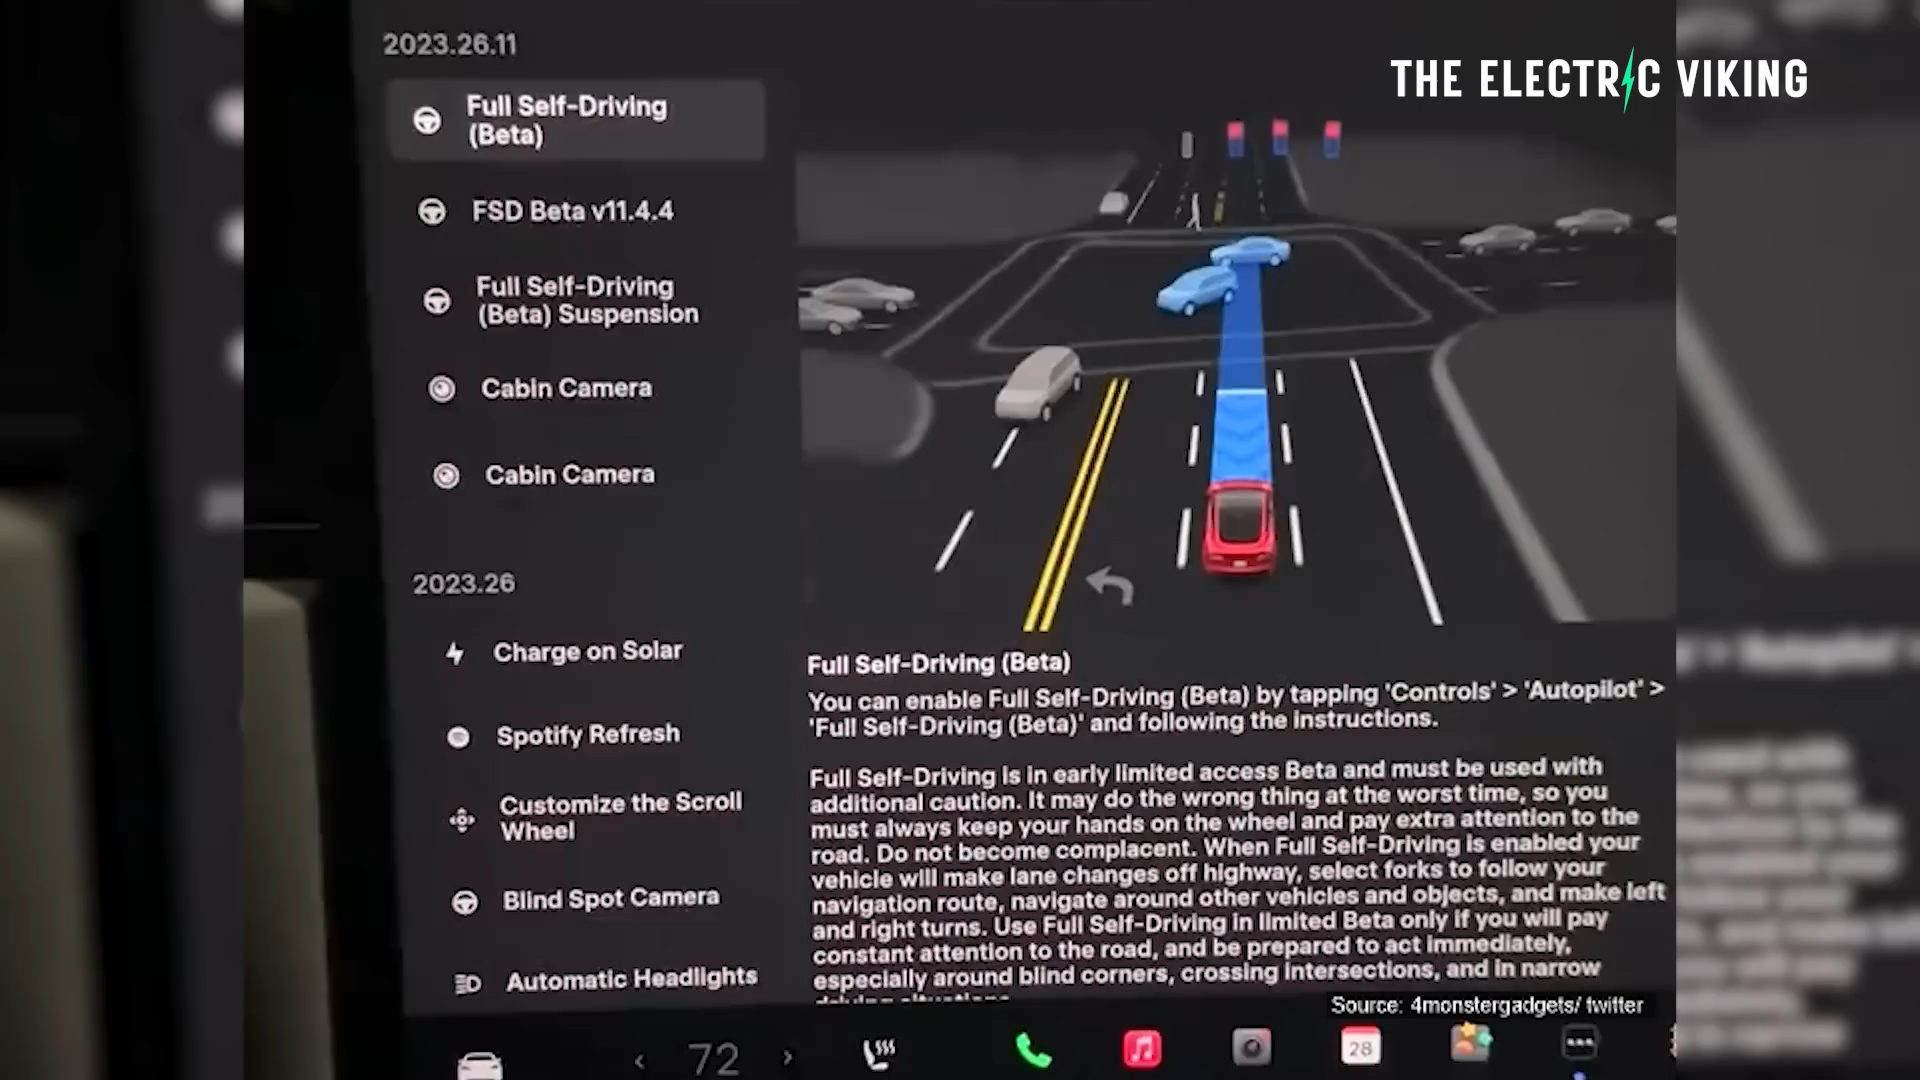 THE ELECTRIC VIKING
2023.26.11
Full Self-Driving
(Beta)
FSD Beta v11.4.4
Full Self-Driving
(Beta) Suspension
Cabin Camera
Cabin Camera
2023.26
Charge on Solar
Spotify Refresh
Customize the Scroll
Wheel
Blind Spot Camera
Automatic Headlights
Full Self-Driving (Beta)
You can enable Full Self-Driving (Beta) by tapping 'Controls' > 'Autopilot' >
'Full Self-Driving (Beta)' and following the instructions.
Full Self-Driving is in early limited access Beta and must be used with
additional caution. It may do the wrong thing at the worst time, so you
must always keep your hands on the wheel and pay extra attention to the
road. Do not become complacent. When Full Self-Driving is enabled your
vehicle will make lane changes off highway, select forks to follow your
navigation route, navigate around other vehicles and objects, and make left
and right turns. Use Full Self-Driving in limited Beta only if you will pay
constant attention to the road, and be prepared to act immediately,
especially around blind corners, crossing intersections, and in narrow
Source: 4monstergadgets/ twitter
< 72 >
28